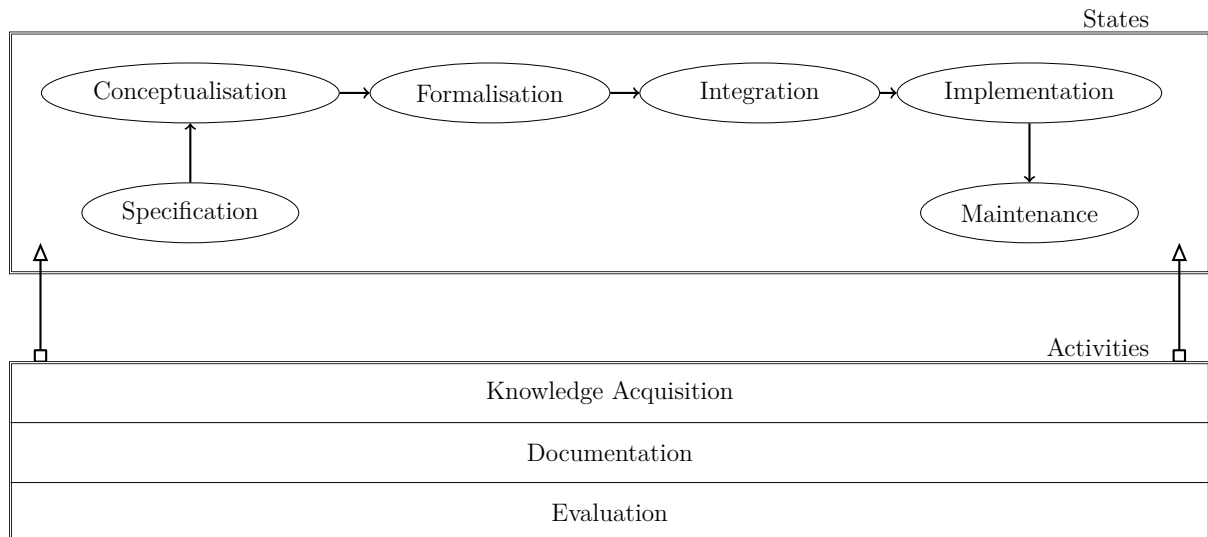 States
Conceptualisation
Formalisation
Integration
Implementation
Specification
Maintenance
Activities
Knowledge Acquisition
Documentation
Evaluation